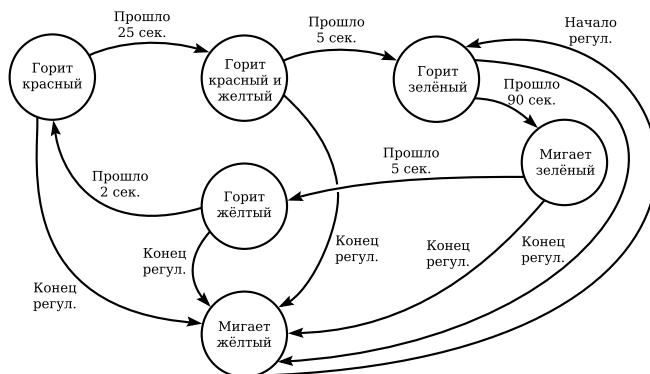 Прошло
25 сек.
Прошло
5 сек.
Начало
регул.
Горит
красный
Горит
красный и
желтый
Горит
зелёный
Прошло
90 сек.
Мигает
зелёный
Прошло
5 сек.
Прошло
2 сек.
Горит
жёлтый
Конец
регул.
Конец
регул.
Конец
регул.
Конец
регул.
Конец
регул.
Мигает
жёлтый